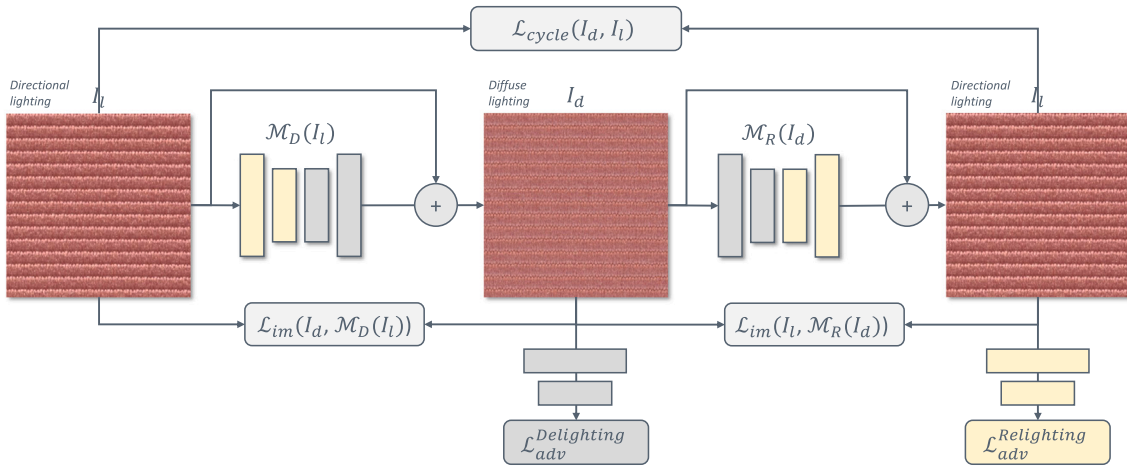 ℒ_cycle(I_d, I_l)
Directional lighting I_l
Diffuse lighting I_d
Directional lighting I_l
ℳ_D(I_l)
ℳ_R(I_d)
+
+
ℒ_im(I_d, ℳ_D(I_l))
ℒ_im(I_l, ℳ_R(I_d))
ℒ_adv^Delighting
ℒ_adv^Relighting